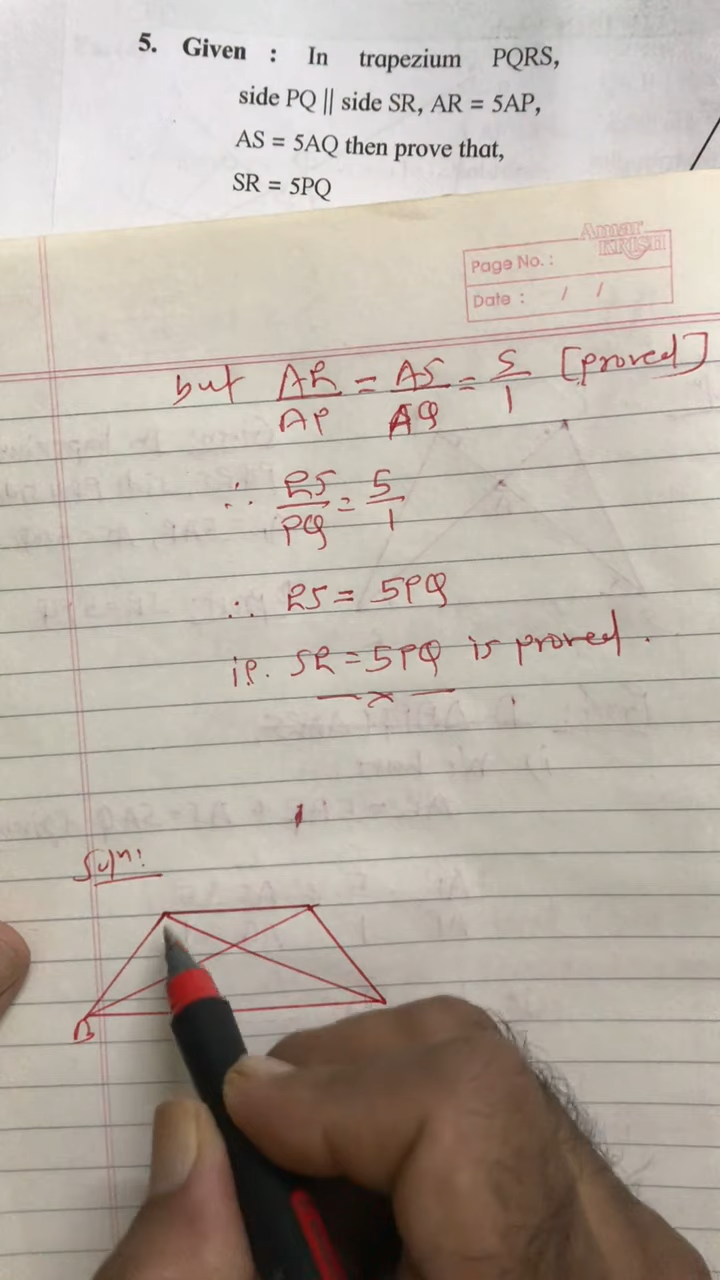 5. Given : In trapezium PQRS,
side PQ || side SR, AR = 5AP,
AS = 5AQ then prove that,
SR = 5PQ
Amar
KRISH
Page No. :
Date : / /
but AR/AP = AS/AQ = 5/1 [proved]
∴ RS/PQ = 5/1
∴ RS = 5PQ
i.e. SR = 5PQ is proved.
Soln:
B